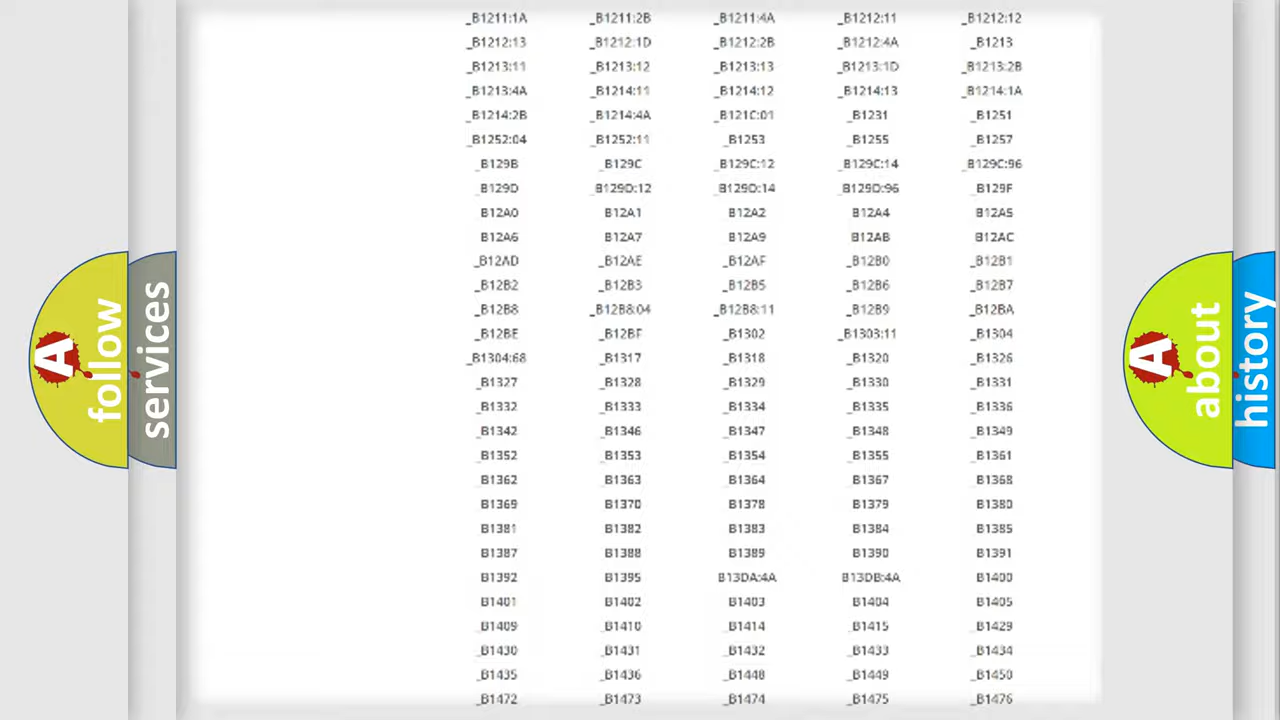 _B1211:1A _B1211:2B _B1211:4A _B1212:11 _B1212:12
_B1212:13 _B1212:1D _B1212:2B _B1212:4A _B1213
_B1213:11 _B1213:12 _B1213:13 _B1213:1D _B1213:2B
_B1213:4A _B1214:11 _B1214:12 _B1214:13 _B1214:1A
_B1214:2B _B1214:4A _B121C:01 _B1231 _B1251
_B1252:04 _B1252:11 _B1253 _B1255 _B1257
_B129B _B129C _B129C:12 _B129C:14 _B129C:96
_B129D B129D:12 _B129D:14 _B129D:96 _B129F
B12A0 B12A1 B12A2 B12A4 B12A5
B12A6 B12A7 B12A9 B12AB B12AC
_B12AD _B12AE _B12AF _B12B0 _B12B1
_B12B2 _B12B3 _B12B5 _B12B6 _B12B7
_B12B8 _B12B8:04 _B12B8:11 _B12B9 _B12BA
_B12BE _B12BF _B1302 _B1303:11 _B1304
_B1304:68 _B1317 _B1318 _B1320 _B1326
_B1327 _B1328 _B1329 _B1330 _B1331
_B1332 _B1333 _B1334 _B1335 _B1336
_B1342 _B1346 _B1347 _B1348 _B1349
_B1352 _B1353 _B1354 _B1355 _B1361
_B1362 _B1363 _B1364 _B1367 _B1368
B1369 B1370 B1378 B1379 B1380
B1381 B1382 B1383 B1384 B1385
B1387 B1388 B1389 B1390 B1391
B1392 B1395 B13DA:4A B13DB:4A B1400
B1401 B1402 B1403 B1404 B1405
_B1409 _B1410 _B1414 _B1415 _B1429
_B1430 _B1431 _B1432 _B1433 _B1434
_B1435 _B1436 _B1448 _B1449 _B1450
_B1472 _B1473 _B1474 _B1475 _B1476
A follow
services
A about
history